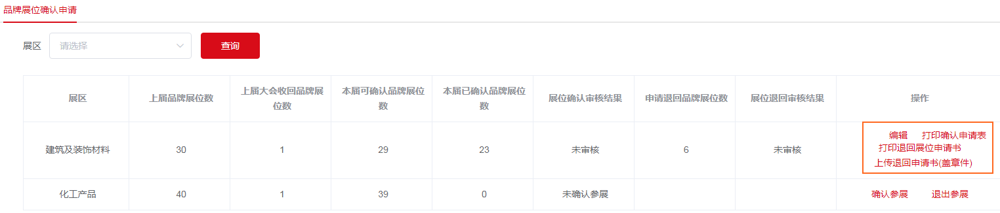 品牌展位确认申请
展区
请选择
查询
展区
上届品牌展位数
上届大会收回品牌展
位数
本届可确认品牌展位
数
本届已确认品牌展位
数
展位确认审核结果
申请退回品牌展位数
展位退回审核结果
操作
建筑及装饰材料
30
1
29
23
未审核
6
未审核
编辑 打印确认申请表
打印退回展位申请书
上传退回申请书(盖章件)
化工产品
40
1
39
0
未确认参展
确认参展 退出参展